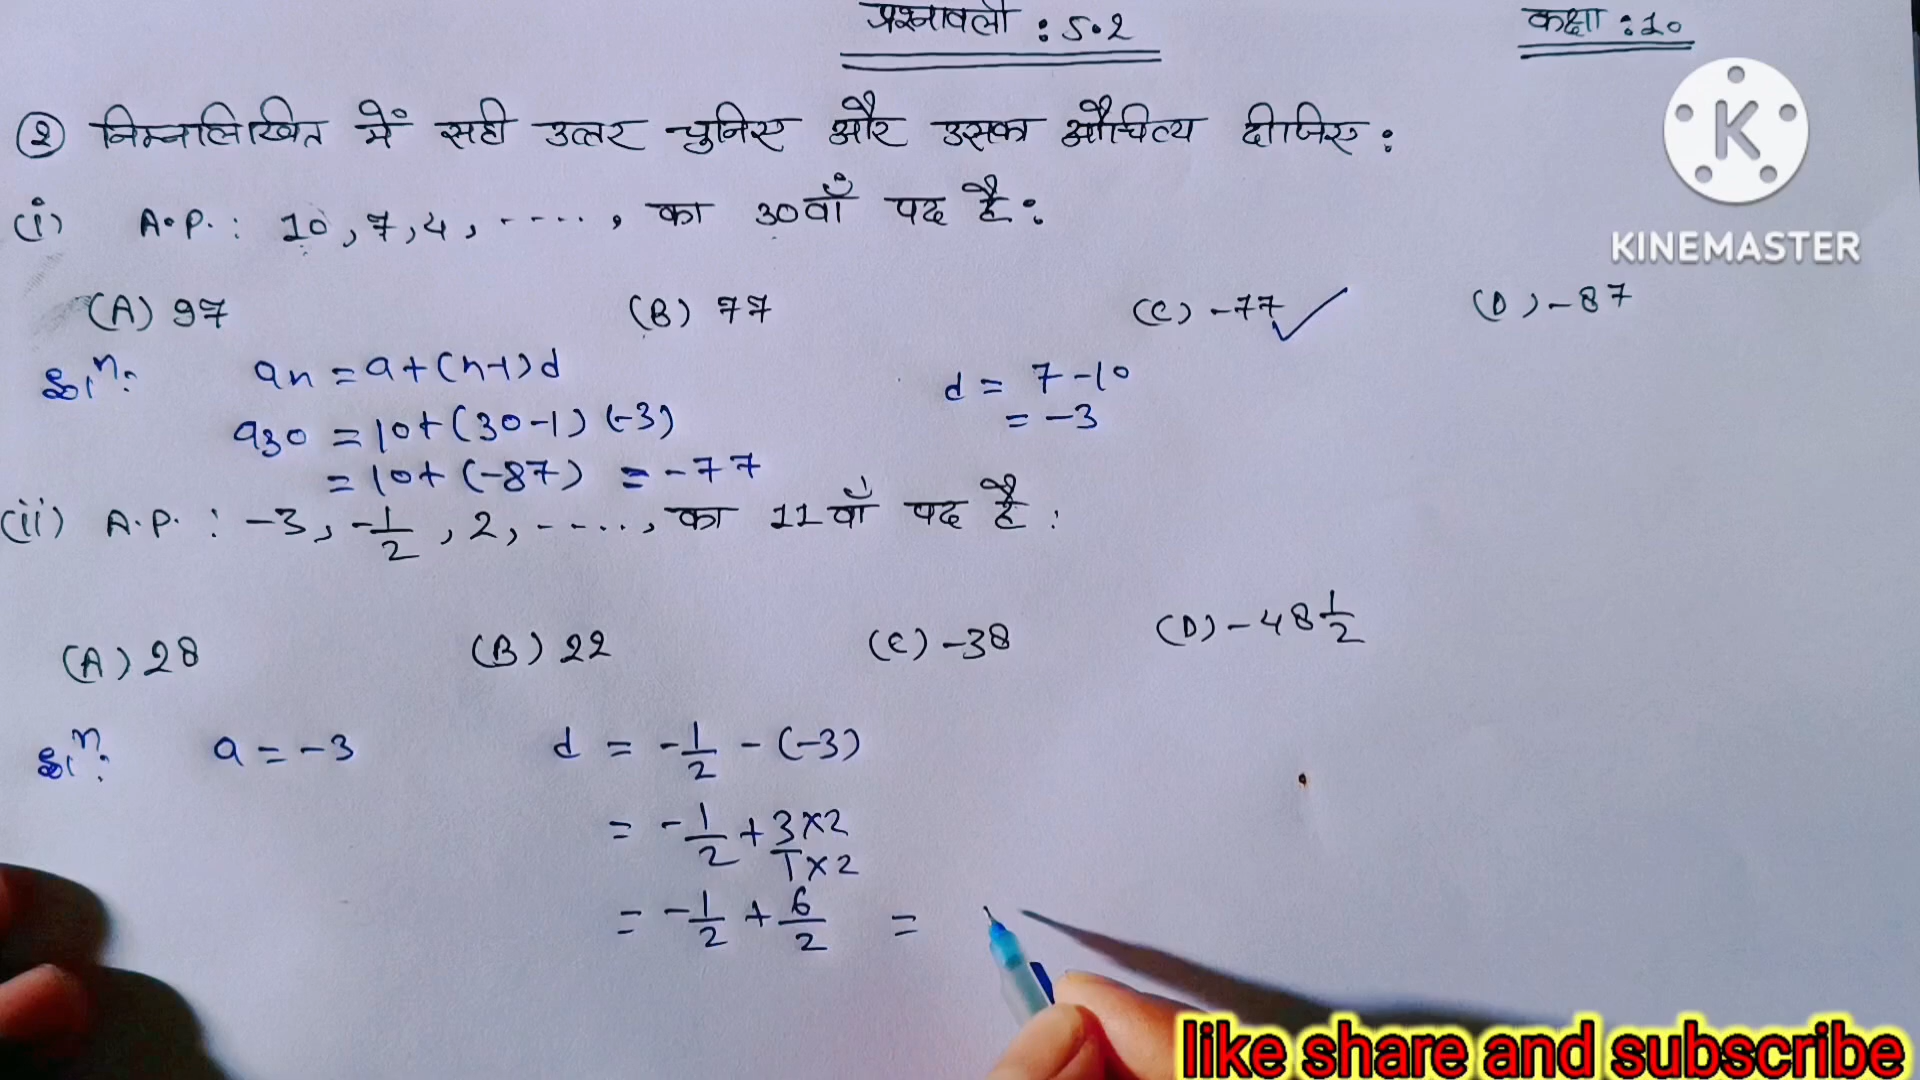 प्रश्नावली : 5.2
कक्षा : 10
② निम्नलिखित में सही उत्तर चुनिए और उसका औचित्य दीजिए :
(i) A.P. : 10, 7, 4, ....., का 30वाँ पद है :
(A) 97 (B) 77 (C) -77 ✓ (D) -87
Solⁿ: an = a+(n-1)d d = 7-10
a30 = 10+(30-1)(-3) = -3
= 10+(-87) = -77
(ii) A.P. : -3, -1/2, 2, ....., का 11वाँ पद है :
(A) 28 (B) 22 (C) -38 (D) -48 1/2
Solⁿ: a = -3 d = -1/2 - (-3)
= -1/2 + 3×2/1×2
= -1/2 + 6/2 =
K
KINEMASTER
like share and subscribe